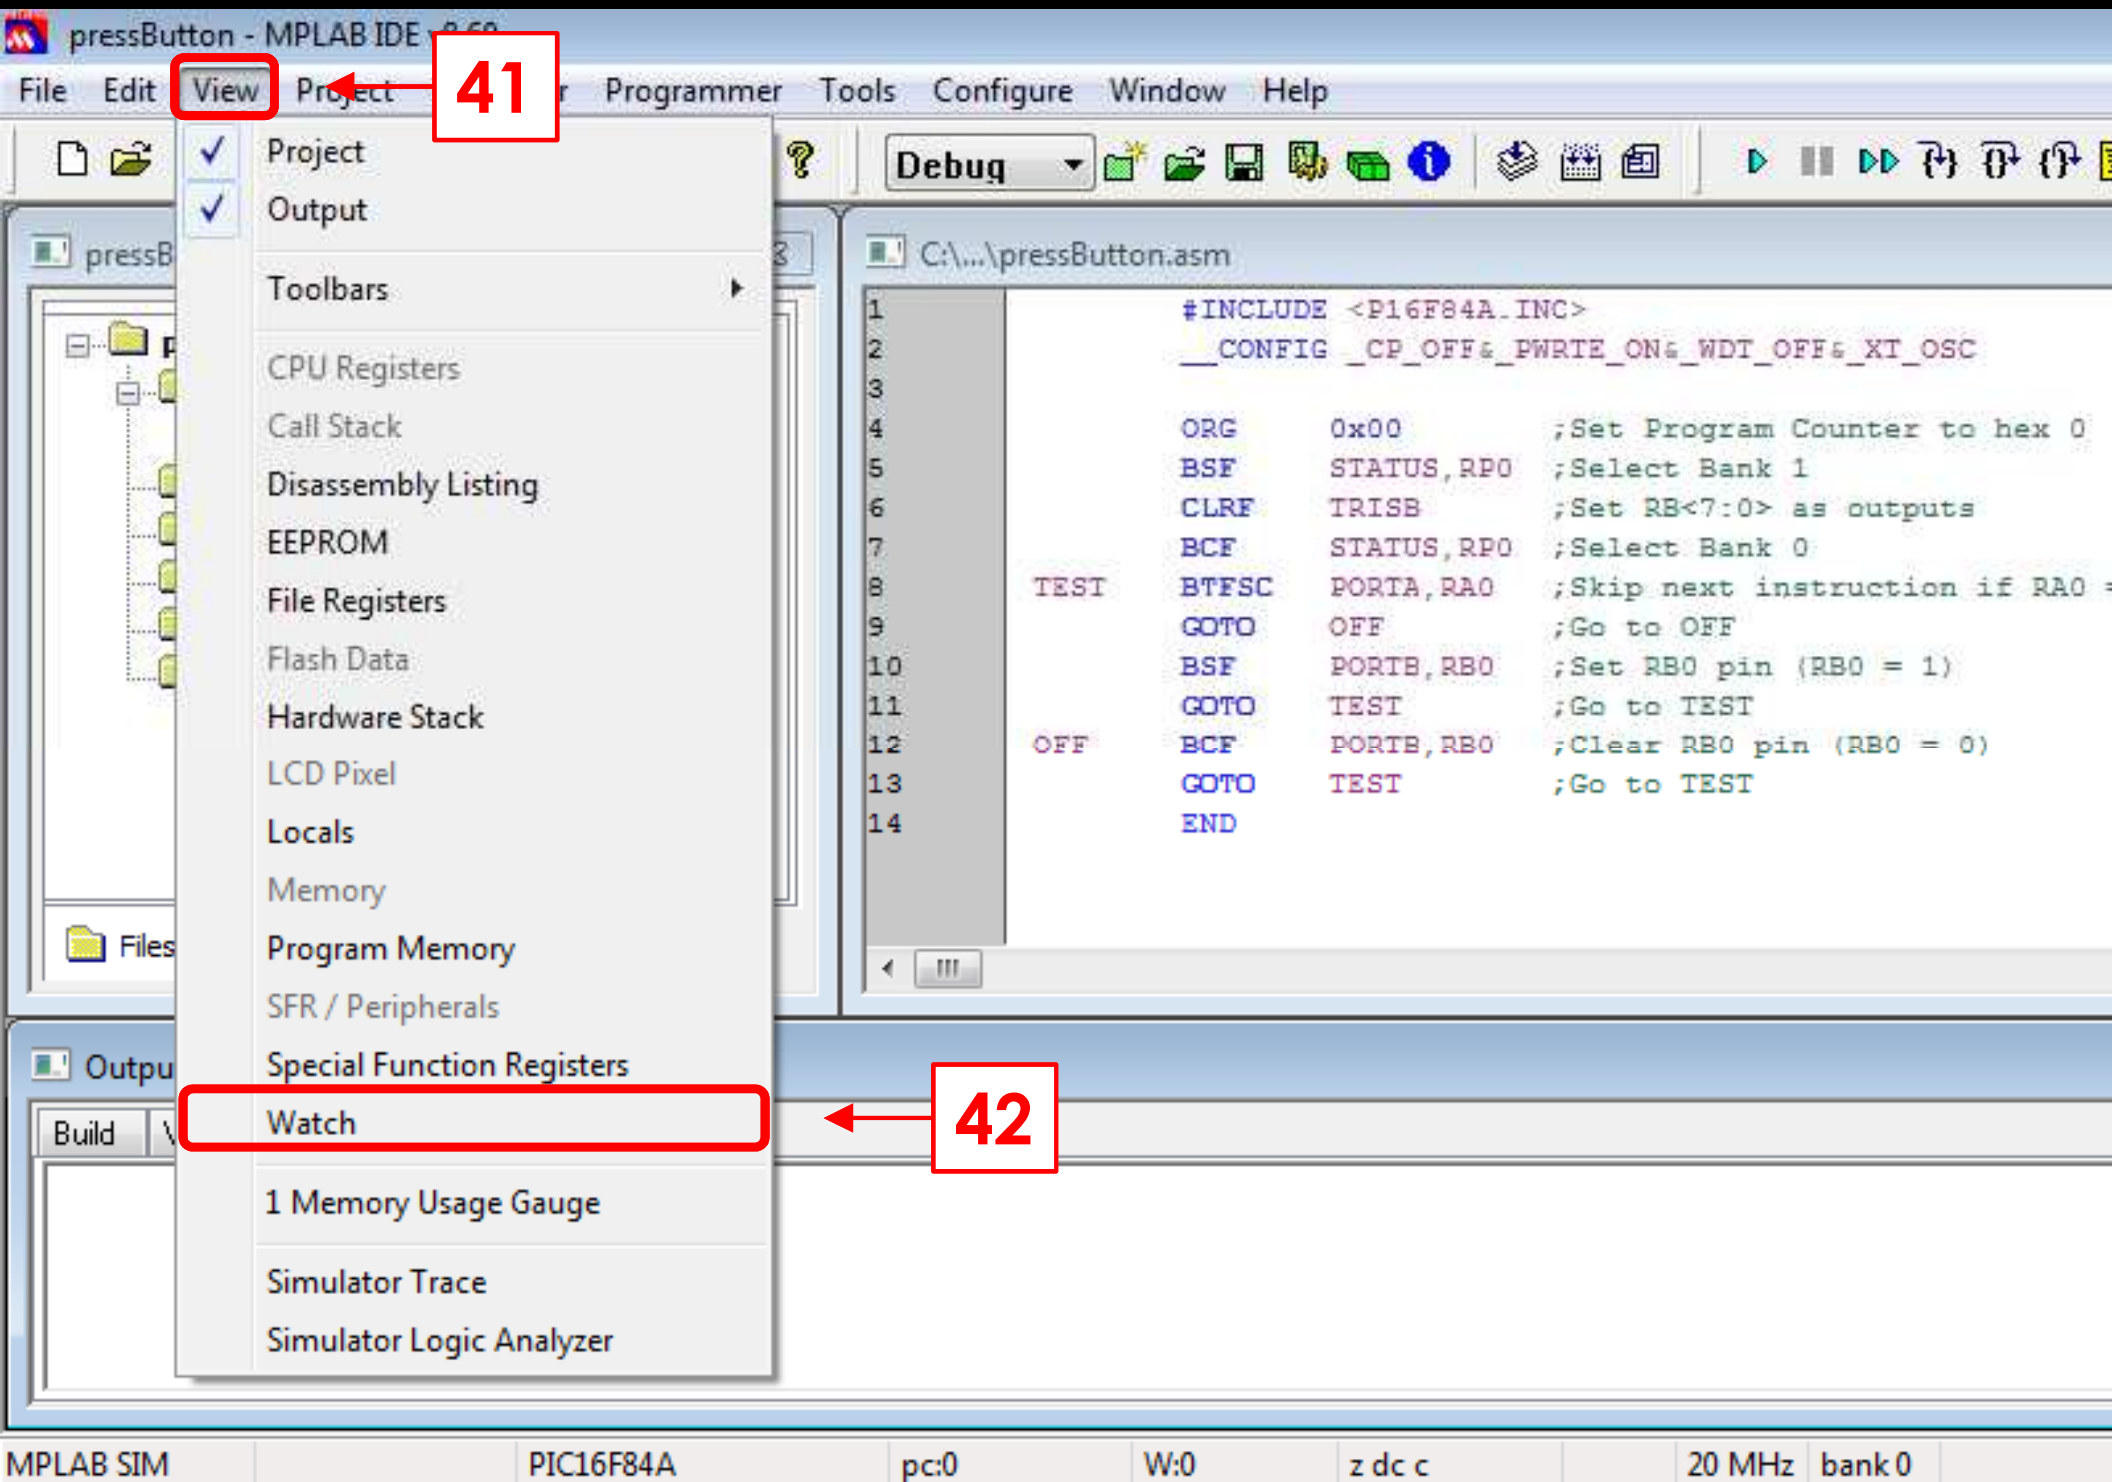 pressButton - MPLAB IDE v8.60
41
File Edit View Project Programmer Tools Configure Window Help
Debug
Project
Output
Toolbars
CPU Registers
Call Stack
Disassembly Listing
EEPROM
File Registers
Flash Data
Hardware Stack
LCD Pixel
Locals
Memory
Program Memory
SFR / Peripherals
Special Function Registers
Watch
1 Memory Usage Gauge
Simulator Trace
Simulator Logic Analyzer
42
pressB
Files
C:\...\pressButton.asm
1 #INCLUDE <P16F84A.INC>
2 __CONFIG _CP_OFF&_PWRTE_ON&_WDT_OFF&_XT_OSC
3
4 ORG 0x00 ;Set Program Counter to hex 0
5 BSF STATUS,RP0 ;Select Bank 1
6 CLRF TRISB ;Set RB<7:0> as outputs
7 BCF STATUS,RP0 ;Select Bank 0
8 TEST BTFSC PORTA,RA0 ;Skip next instruction if RA0 =
9 GOTO OFF ;Go to OFF
10 BSF PORTB,RB0 ;Set RB0 pin (RB0 = 1)
11 GOTO TEST ;Go to TEST
12 OFF BCF PORTB,RB0 ;Clear RB0 pin (RB0 = 0)
13 GOTO TEST ;Go to TEST
14 END
Outpu
Build
MPLAB SIM PIC16F84A pc:0 W:0 z dc c 20 MHz bank 0